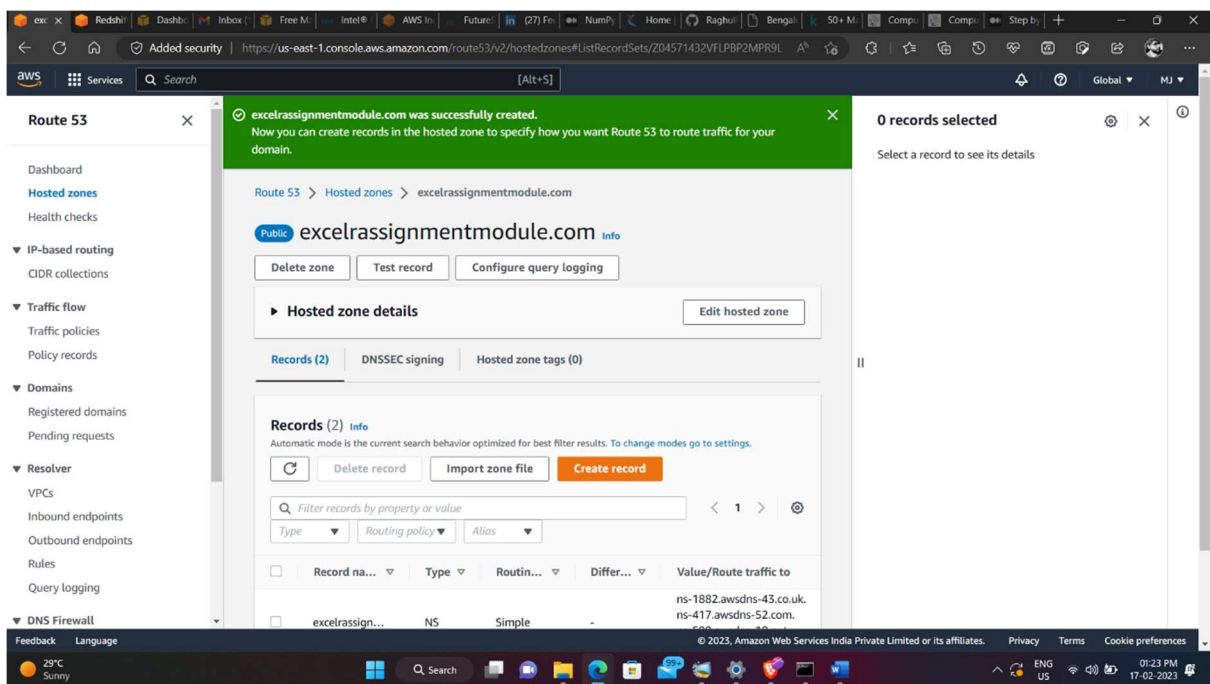 exc
Redshif
Dashbo
Inbox (
Free Ma
Intel®
AWS In
Future
(27) Fee
NumPy
Home
Raghul
Bengal
50+ Ma
Compu
Compu
Step by
Added security
https://us-east-1.console.aws.amazon.com/route53/v2/hostedzones#ListRecordSets/Z04571432VFLPBP2MPR9L
aws
Services
Search
[Alt+S]
Global
MJ
Route 53
Dashboard
Hosted zones
Health checks
IP-based routing
CIDR collections
Traffic flow
Traffic policies
Policy records
Domains
Registered domains
Pending requests
Resolver
VPCs
Inbound endpoints
Outbound endpoints
Rules
Query logging
DNS Firewall
excelrassignmentmodule.com was successfully created.
Now you can create records in the hosted zone to specify how you want Route 53 to route traffic for your
domain.
Route 53 > Hosted zones > excelrassignmentmodule.com
Public excelrassignmentmodule.com Info
Delete zone
Test record
Configure query logging
Hosted zone details
Edit hosted zone
Records (2)
DNSSEC signing
Hosted zone tags (0)
Records (2) Info
Automatic mode is the current search behavior optimized for best filter results. To change modes go to settings.
Delete record
Import zone file
Create record
Filter records by property or value
1
Type
Routing policy
Alias
Record na...
Type
Routin...
Differ...
Value/Route traffic to
excelrassign...
NS
Simple
-
ns-1882.awsdns-43.co.uk.
ns-417.awsdns-52.com.
0 records selected
Select a record to see its details
Feedback
Language
© 2023, Amazon Web Services India Private Limited or its affiliates.
Privacy
Terms
Cookie preferences
29°C
Sunny
Search
99+
ENG
US
01:23 PM
17-02-2023